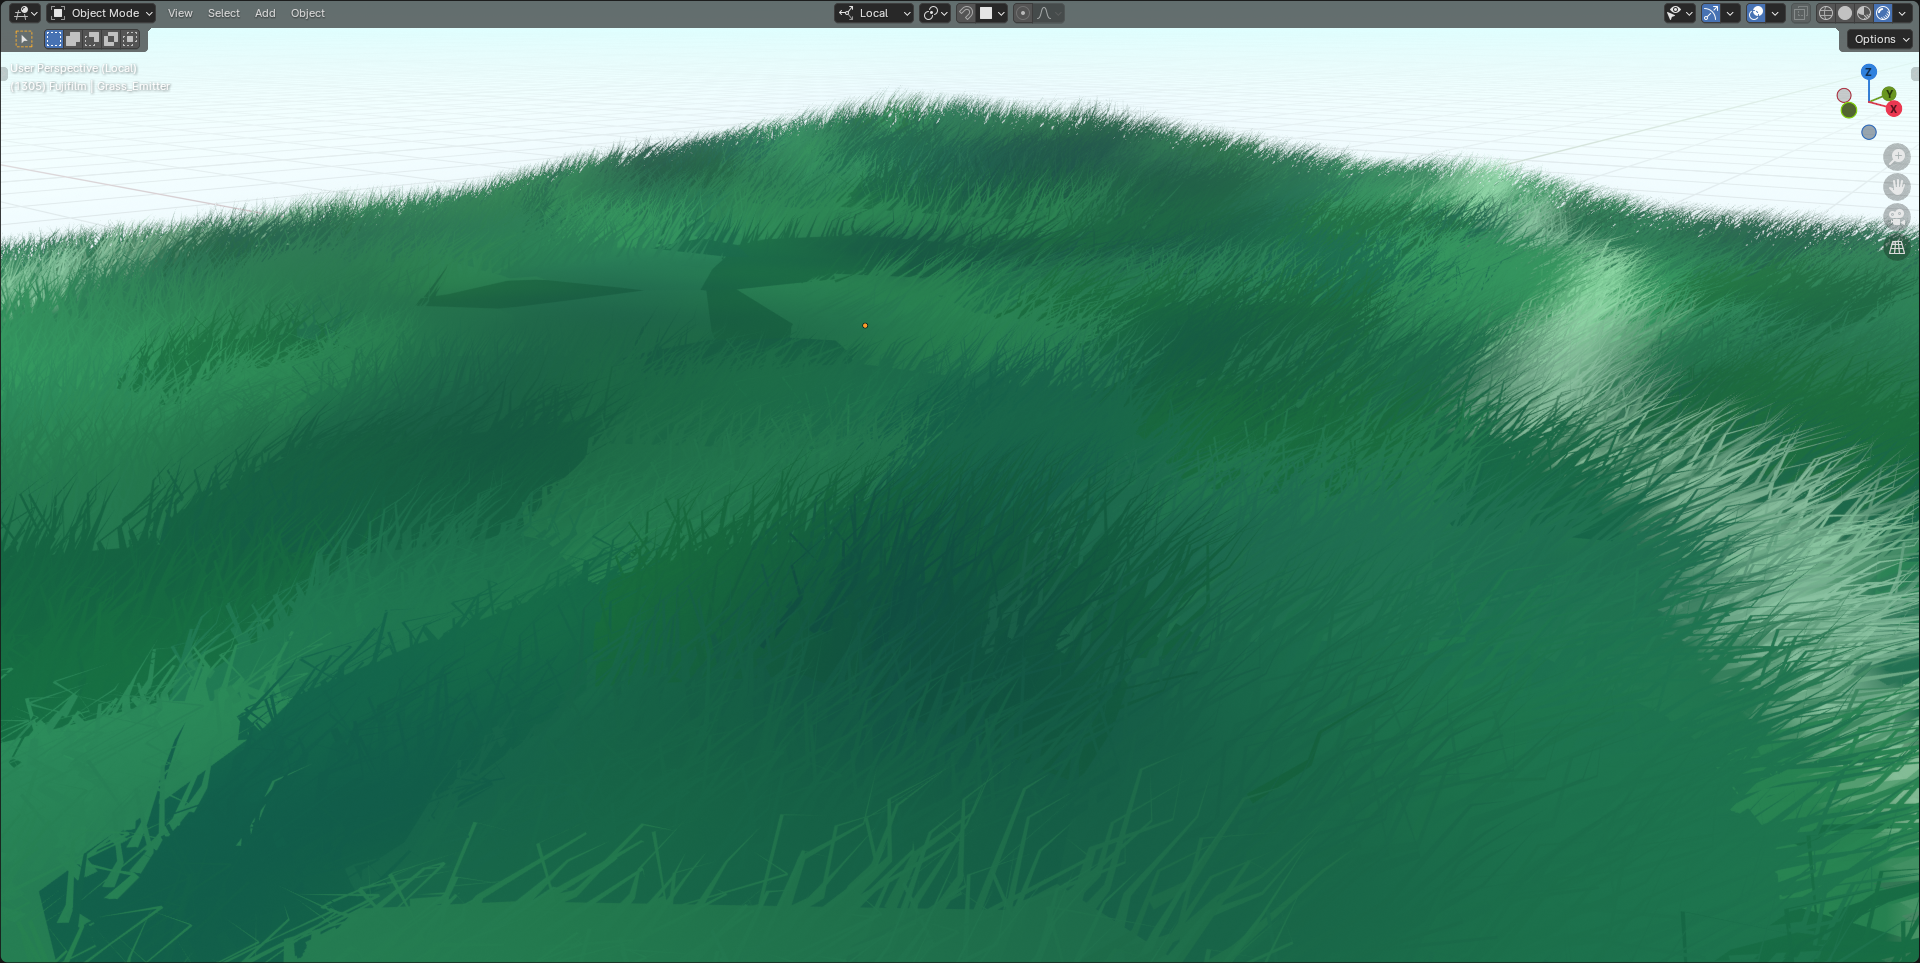 Object Mode View Select Add Object Local
Options
User Perspective (Local)
(1305) Fujifilm | Grass_Emitter
Z
Y
X